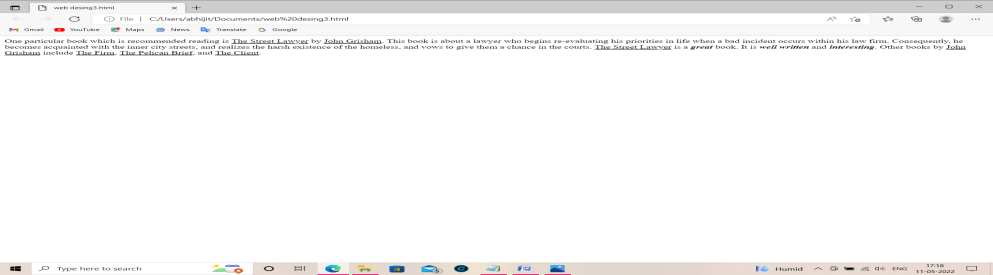 web desing3.html
File | C:/Users/abhijit/Documents/web%20desing3.html
Gmail YouTube Maps News Translate Google
One particular book which is recommended reading is The Street Lawyer by John Grisham. This book is about a lawyer who begins re-evaluating his priorities in life when a bad incident occurs within his law firm. Consequently, he
becomes acquainted with the inner city streets, and realizes the harsh existence of the homeless, and vows to give them a chance in the courts. The Street Lawyer is a great book. It is well written and interesting. Other books by John
Grisham include The Firm, The Pelican Brief, and The Client.
Type here to search
Humid
ENG
17:18
11-05-2022